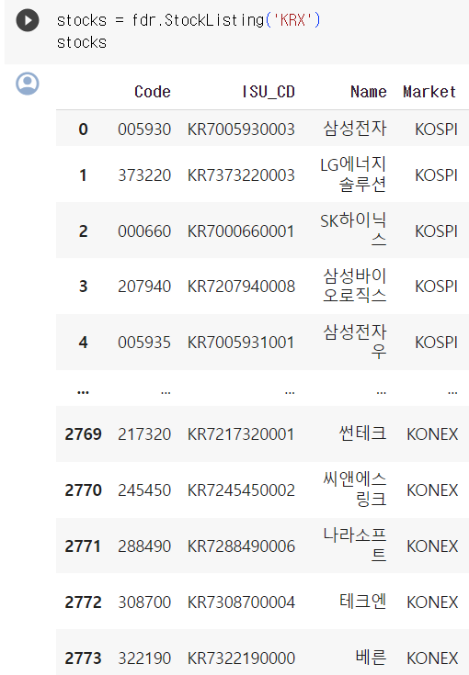 stocks = fdr.StockListing('KRX')
stocks
Code ISU_CD Name Market
0 005930 KR7005930003 삼성전자 KOSPI
1 373220 KR7373220003 LG에너지
솔루션 KOSPI
2 000660 KR7000660001 SK하이닉
스 KOSPI
3 207940 KR7207940008 삼성바이
오로직스 KOSPI
4 005935 KR7005931001 삼성전자
우 KOSPI
... ... ... ... ...
2769 217320 KR7217320001 썬테크 KONEX
2770 245450 KR7245450002 씨앤에스
링크 KONEX
2771 288490 KR7288490006 나라소프
트 KONEX
2772 308700 KR7308700004 테크엔 KONEX
2773 322190 KR7322190000 베른 KONEX